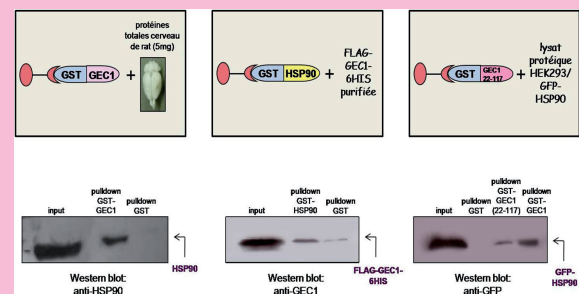 protéines
totales cerveau
de rat (5mg)
GST GEC1 +
FLAG-
GEC1-
6HIS
purifiée
GST HSP90 +
lysat
protéique
HEK293/
GFP-
HSP90
GST GEC1
22-117 +
input
pulldown
GST-
GEC1
pulldown
GST
HSP90
Western blot:
anti-HSP90
input
pulldown
GST-
HSP90
pulldown
GST
FLAG-GEC1-
6HIS
Western blot:
anti-GEC1
input
pulldown
GST
pulldown
GST-
GEC1
(22-117)
pulldown
GST-GEC1
GFP-
HSP90
Western blot:
anti-GFP